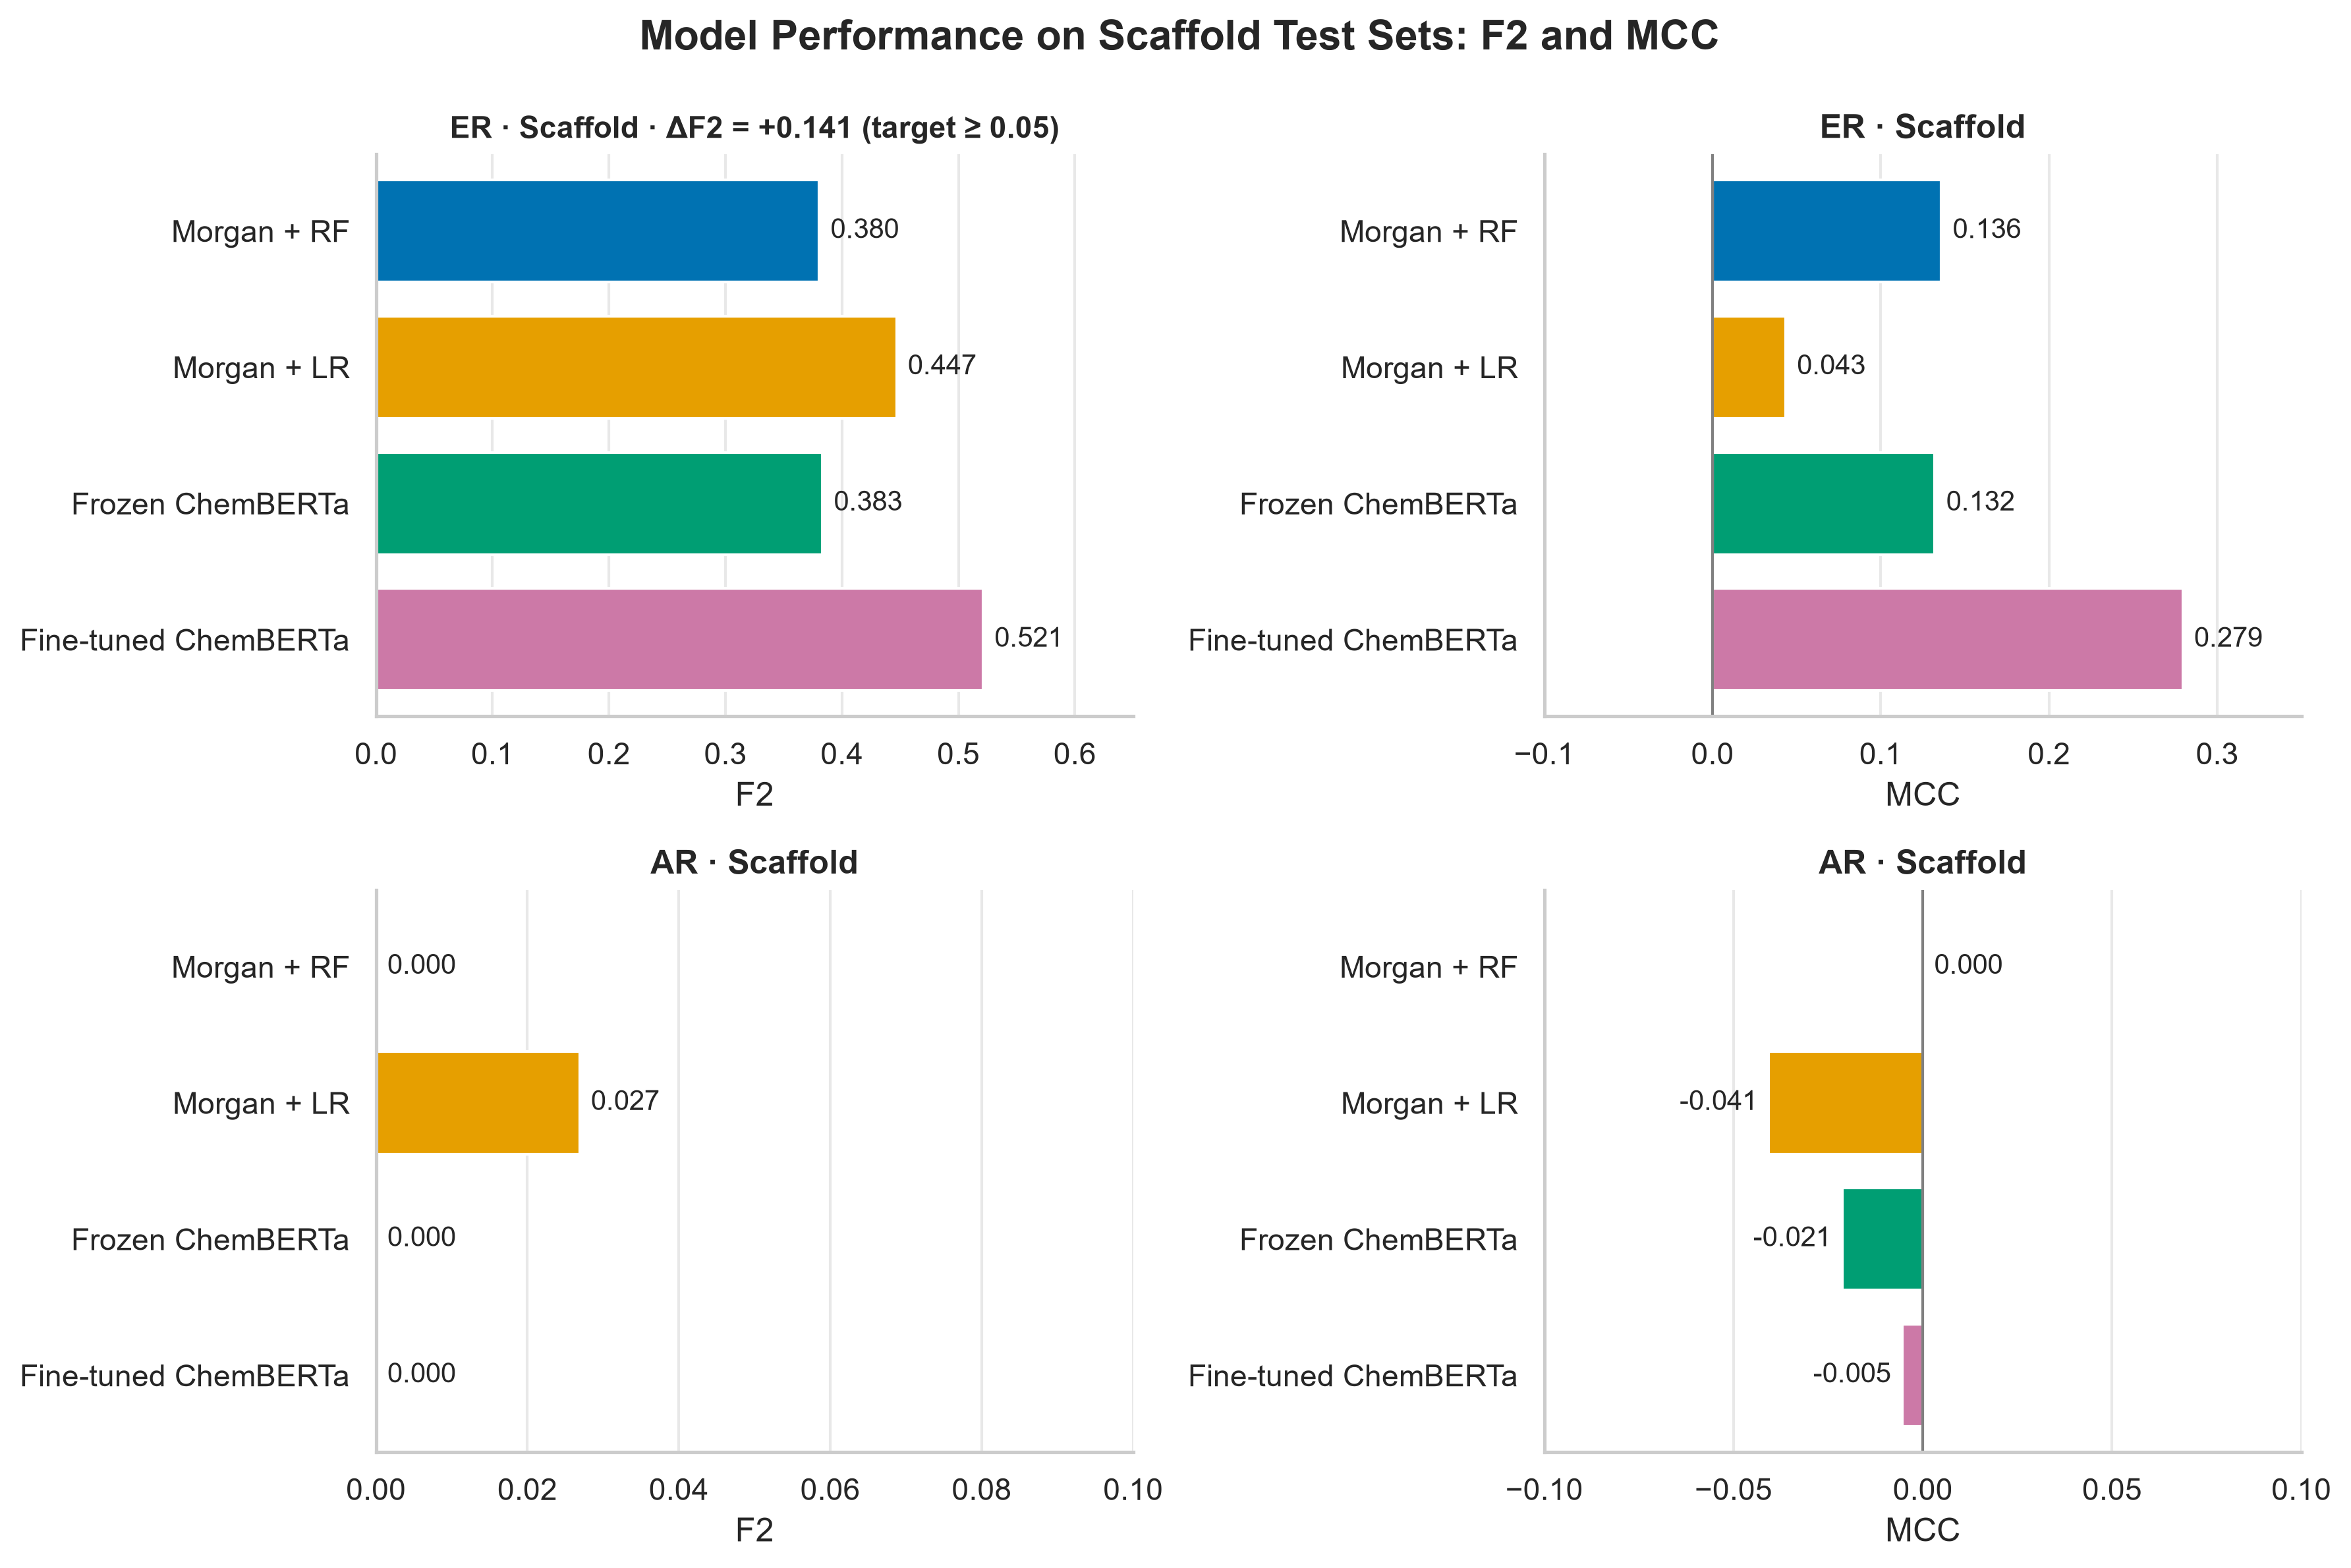 Model Performance on Scaffold Test Sets: F2 and MCC
ER · Scaffold · ΔF2 = +0.141 (target ≥ 0.05)
Morgan + RF
0.380
Morgan + LR
0.447
Frozen ChemBERTa
0.383
Fine-tuned ChemBERTa
0.521
0.0 0.1 0.2 0.3 0.4 0.5 0.6
F2
ER · Scaffold
Morgan + RF
0.136
Morgan + LR
0.043
Frozen ChemBERTa
0.132
Fine-tuned ChemBERTa
0.279
−0.1 0.0 0.1 0.2 0.3
MCC
AR · Scaffold
Morgan + RF
0.000
Morgan + LR
0.027
Frozen ChemBERTa
0.000
Fine-tuned ChemBERTa
0.000
0.00 0.02 0.04 0.06 0.08 0.10
F2
AR · Scaffold
Morgan + RF
0.000
Morgan + LR
-0.041
Frozen ChemBERTa
-0.021
Fine-tuned ChemBERTa
-0.005
−0.10 −0.05 0.00 0.05 0.10
MCC